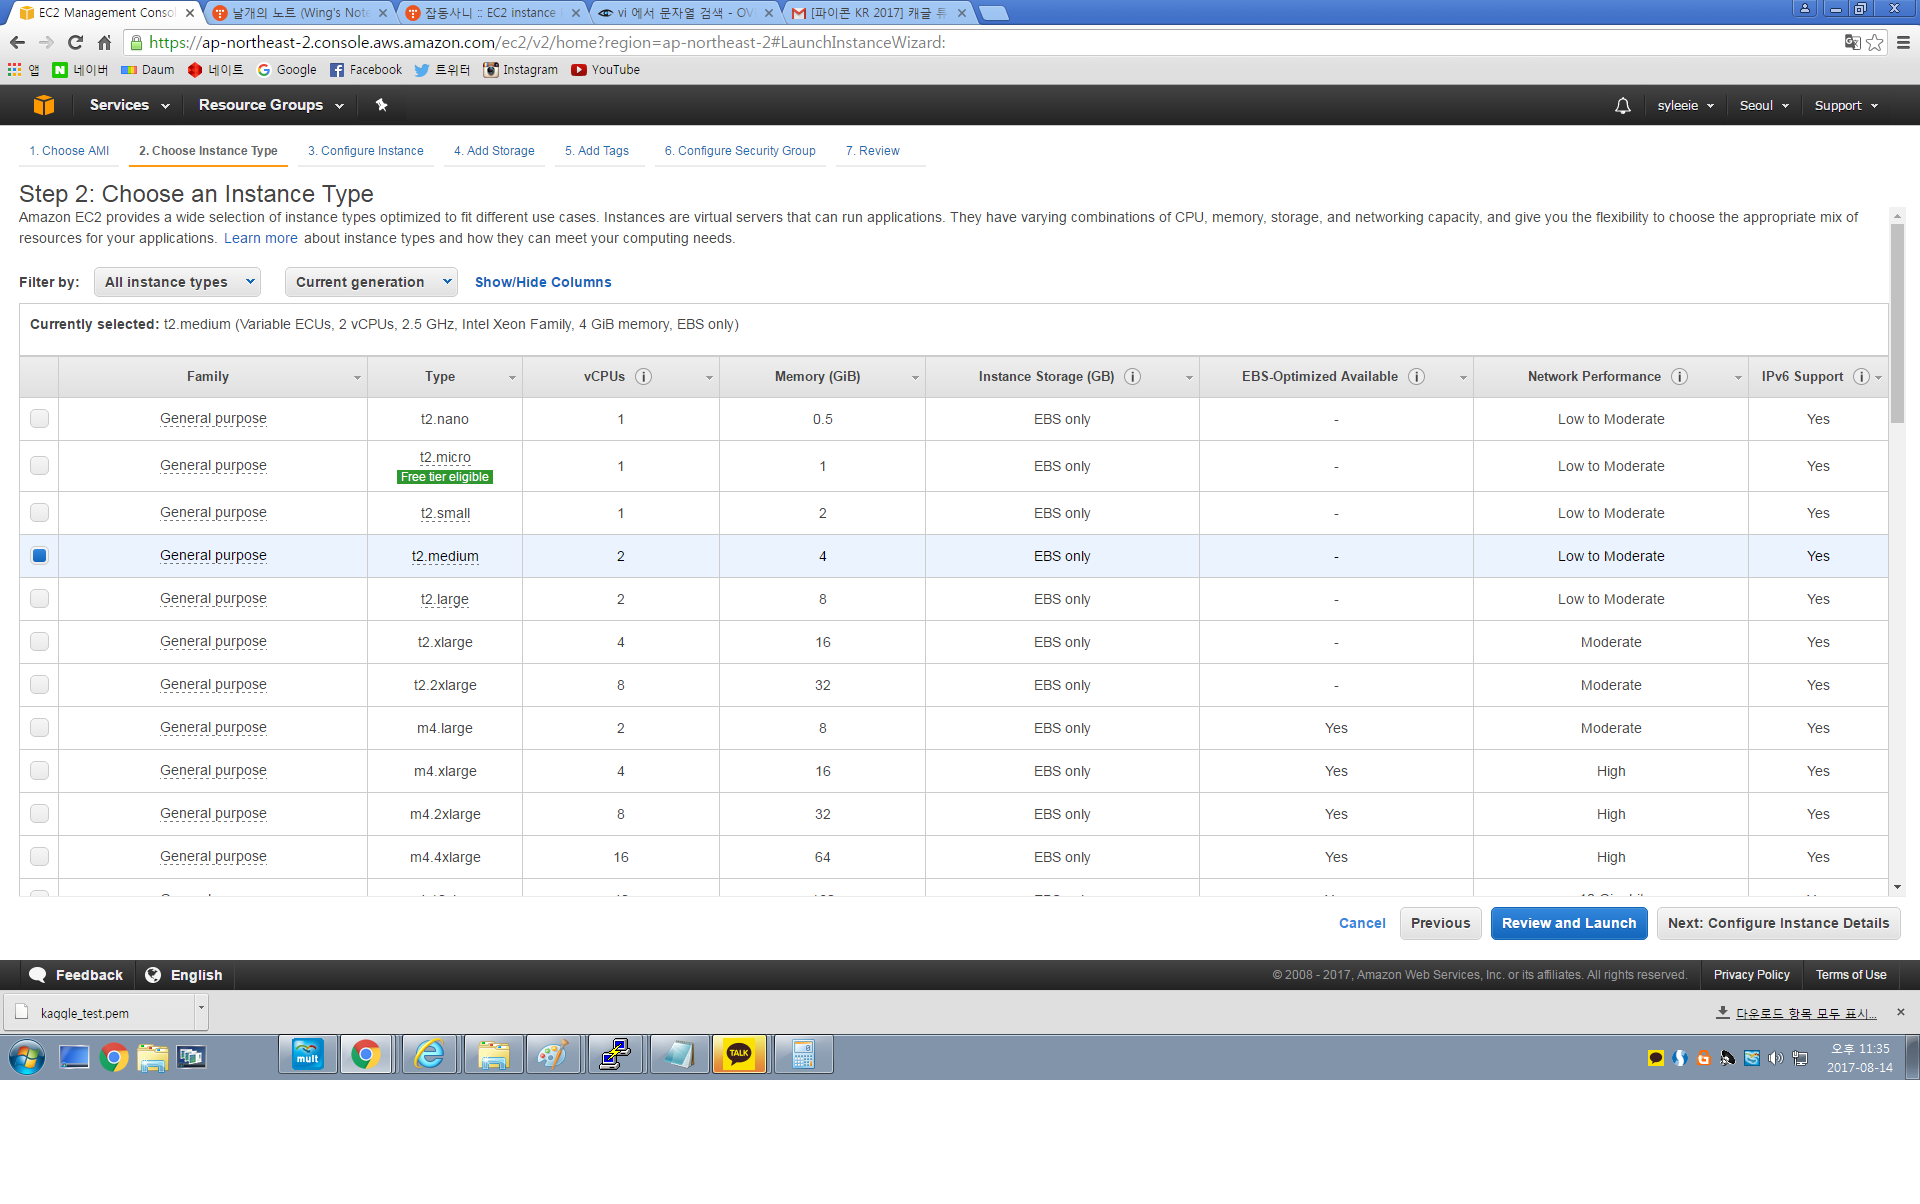 EC2 Management Consol
날개의 노트 (Wing's Note
잡동사니 :: EC2 instance
vi 에서 문자열 검색 - OV
[파이콘 KR 2017] 캐글 튜
https://ap-northeast-2.console.aws.amazon.com/ec2/v2/home?region=ap-northeast-2#LaunchInstanceWizard:
앱 네이버 Daum 네이트 Google Facebook 트위터 Instagram YouTube
Services Resource Groups syleeie Seoul Support
1. Choose AMI 2. Choose Instance Type 3. Configure Instance 4. Add Storage 5. Add Tags 6. Configure Security Group 7. Review
Step 2: Choose an Instance Type
Amazon EC2 provides a wide selection of instance types optimized to fit different use cases. Instances are virtual servers that can run applications. They have varying combinations of CPU, memory, storage, and networking capacity, and give you the flexibility to choose the appropriate mix of
resources for your applications. Learn more about instance types and how they can meet your computing needs.
Filter by: All instance types Current generation Show/Hide Columns
Currently selected: t2.medium (Variable ECUs, 2 vCPUs, 2.5 GHz, Intel Xeon Family, 4 GiB memory, EBS only)
Family Type vCPUs Memory (GiB) Instance Storage (GB) EBS-Optimized Available Network Performance IPv6 Support
General purpose t2.nano 1 0.5 EBS only - Low to Moderate Yes
General purpose t2.micro 1 1 EBS only - Low to Moderate Yes
Free tier eligible
General purpose t2.small 1 2 EBS only - Low to Moderate Yes
General purpose t2.medium 2 4 EBS only - Low to Moderate Yes
General purpose t2.large 2 8 EBS only - Low to Moderate Yes
General purpose t2.xlarge 4 16 EBS only - Moderate Yes
General purpose t2.2xlarge 8 32 EBS only - Moderate Yes
General purpose m4.large 2 8 EBS only Yes Moderate Yes
General purpose m4.xlarge 4 16 EBS only Yes High Yes
General purpose m4.2xlarge 8 32 EBS only Yes High Yes
General purpose m4.4xlarge 16 64 EBS only Yes High Yes
Cancel Previous Review and Launch Next: Configure Instance Details
Feedback English © 2008 - 2017, Amazon Web Services, Inc. or its affiliates. All rights reserved. Privacy Policy Terms of Use
kaggle_test.pem 다운로드 항목 모두 표시...
mult TALK
오후 11:35
2017-08-14